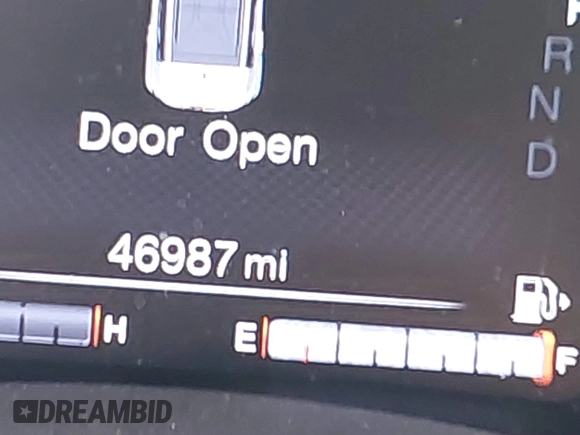 P
R
N
D
Door Open
46987 mi
H
E
F
DREAMBID